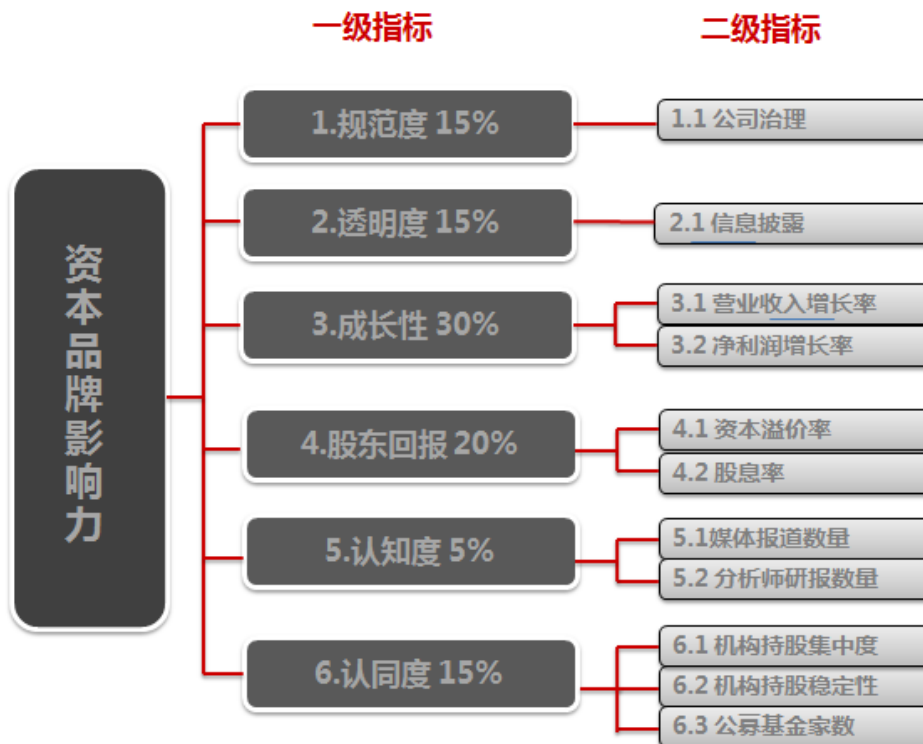 一级指标
二级指标
资本品牌影响力
1.规范度 15%
1.1 公司治理
2.透明度 15%
2.1 信息披露
3.成长性 30%
3.1 营业收入增长率
3.2 净利润增长率
4.股东回报 20%
4.1 资本溢价率
4.2 股息率
5.认知度 5%
5.1媒体报道数量
5.2 分析师研报数量
6.认同度 15%
6.1 机构持股集中度
6.2 机构持股稳定性
6.3 公募基金家数